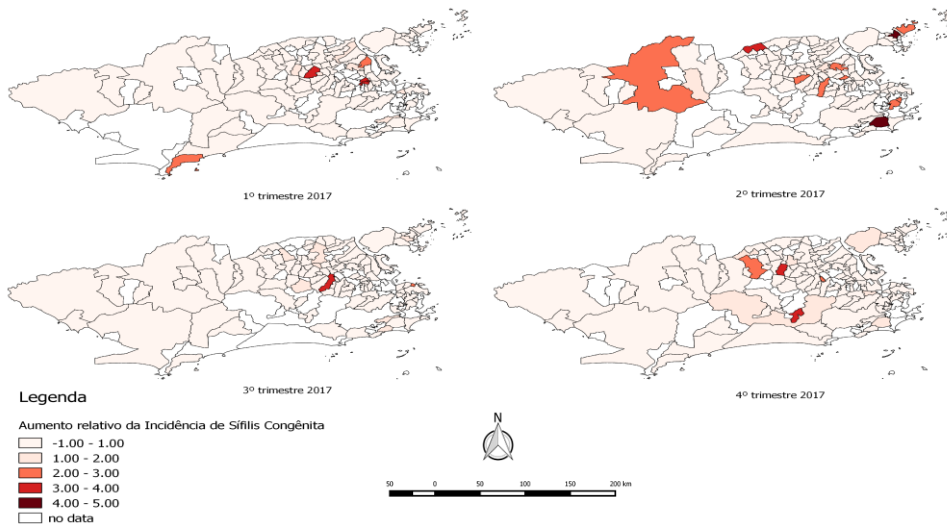 1º trimestre 2017
2º trimestre 2017
3º trimestre 2017
4º trimestre 2017
Legenda
Aumento relativo da Incidência de Sífilis Congênita
-1.00 - 1.00
1.00 - 2.00
2.00 - 3.00
3.00 - 4.00
4.00 - 5.00
no data
N
50 0 50 100 150 200 km